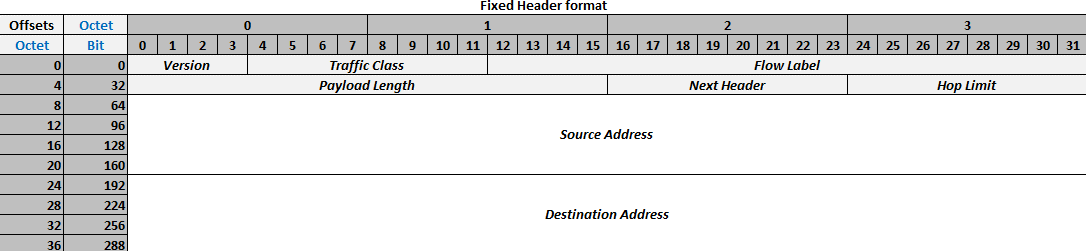 Fixed Header format
Offsets Octet 0 1 2 3
Octet Bit 0 1 2 3 4 5 6 7 8 9 10 11 12 13 14 15 16 17 18 19 20 21 22 23 24 25 26 27 28 29 30 31
0 0 Version Traffic Class Flow Label
4 32 Payload Length Next Header Hop Limit
8 64
12 96
Source Address
16 128
20 160
24 192
28 224
Destination Address
32 256
36 288